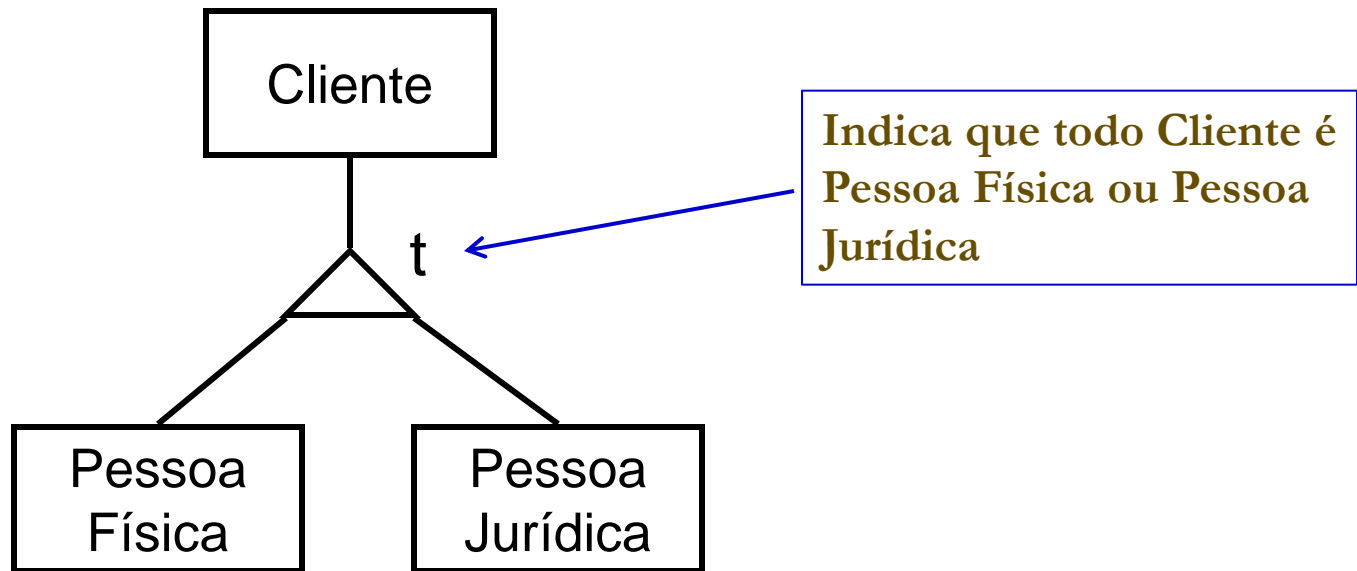 Cliente
t
Indica que todo Cliente é
Pessoa Física ou Pessoa
Jurídica
Pessoa
Física
Pessoa
Jurídica